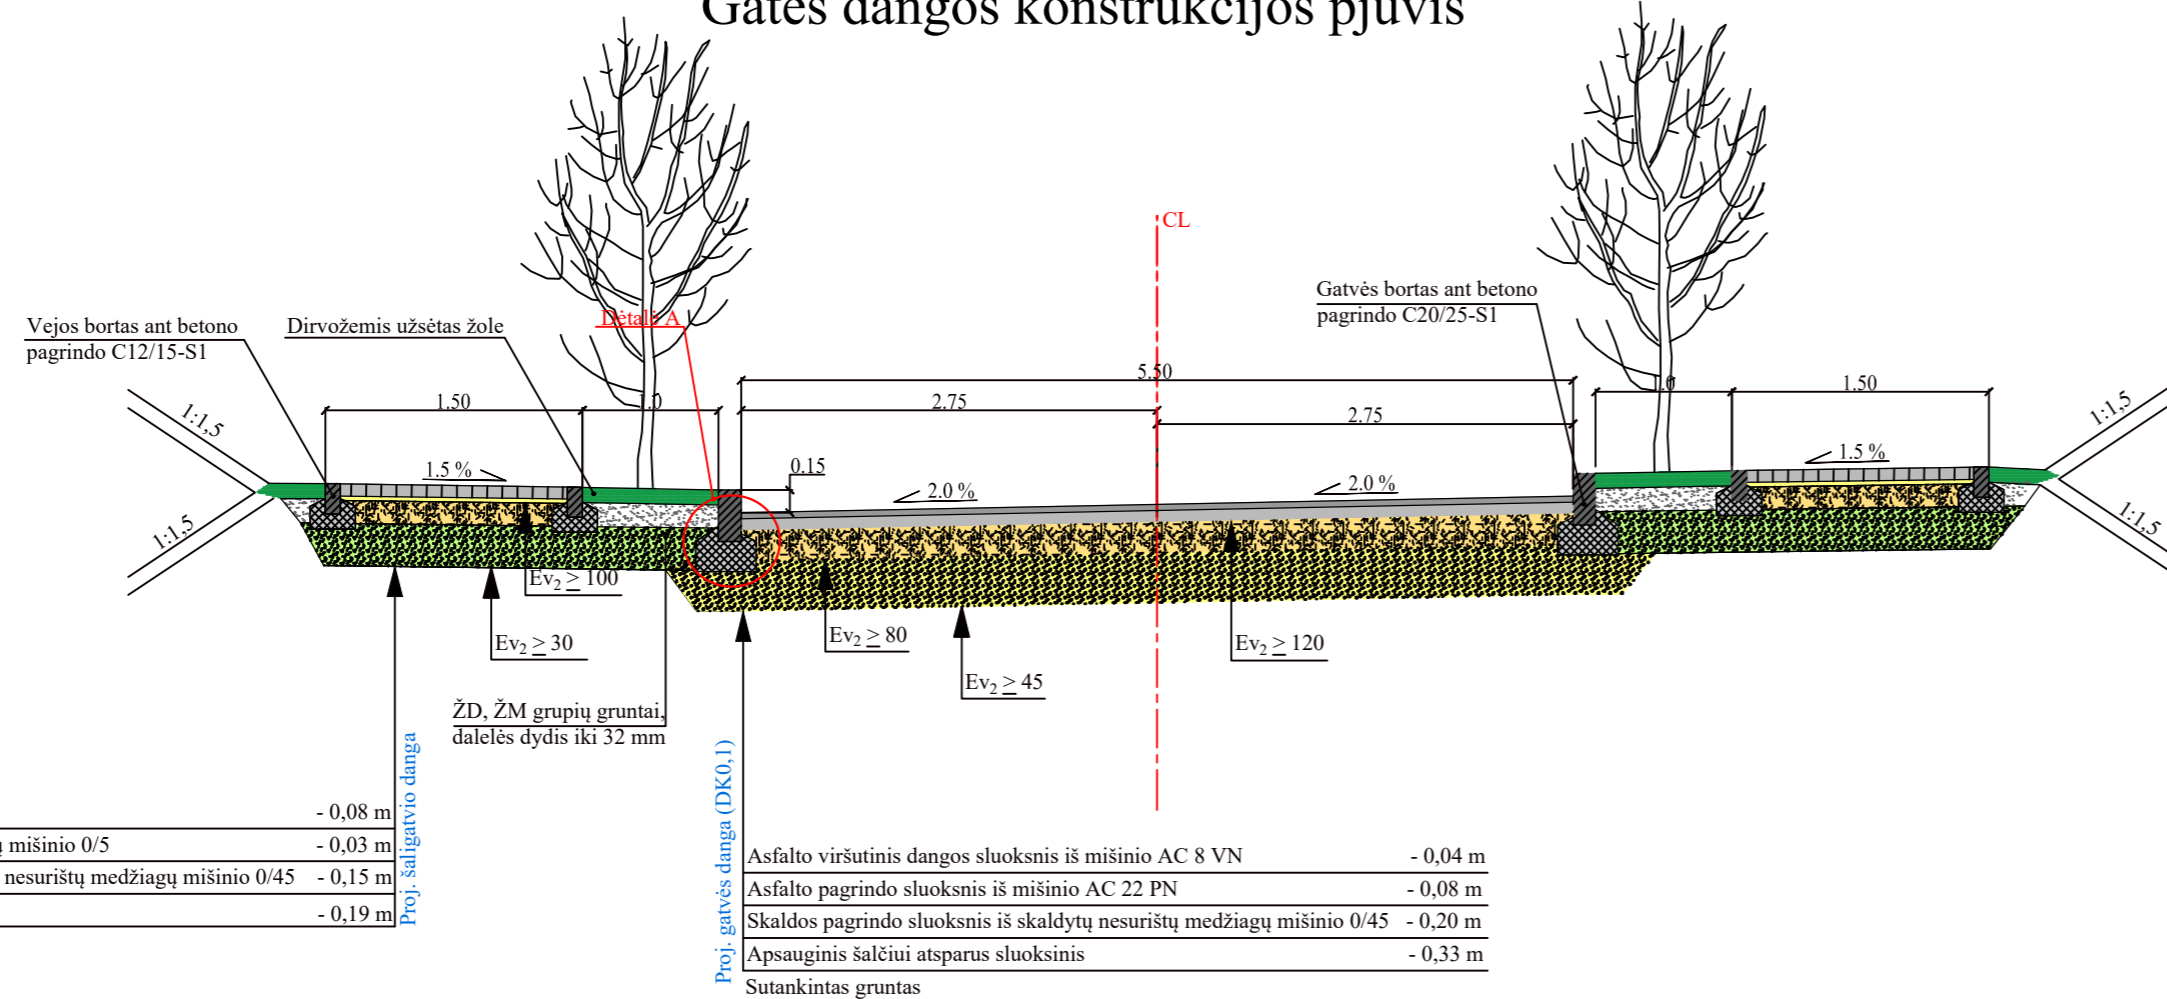 Gatės dangos konstrukcijos pjūvis
CL
Vejos bortas ant betono
pagrindo C12/15-S1
Dirvožemis užsėtas žole
Dėtalė A
Gatvės bortas ant betono
pagrindo C20/25-S1
5.50
1.50
1.0
2.75
2.75
1.50
1:1,5
1:1,5
1:1,5
1:1,5
1.5 %
0.15
2.0 %
2.0 %
1.5 %
Ev2 ≥ 100
Ev2 ≥ 30
Ev2 ≥ 80
Ev2 ≥ 120
Ev2 ≥ 45
ŽD, ŽM grupių gruntai,
dalelės dydis iki 32 mm
- 0,08 m
mišinio 0/5 - 0,03 m
nesurištų medžiagų mišinio 0/45 - 0,15 m
- 0,19 m
Proj. šaligatvio danga
Proj. gatvės danga (DK0,1)
Asfalto viršutinis dangos sluoksnis iš mišinio AC 8 VN - 0,04 m
Asfalto pagrindo sluoksnis iš mišinio AC 22 PN - 0,08 m
Skaldos pagrindo sluoksnis iš skaldytų nesurištų medžiagų mišinio 0/45 - 0,20 m
Apsauginis šalčiui atsparus sluoksinis - 0,33 m
Sutankintas gruntas